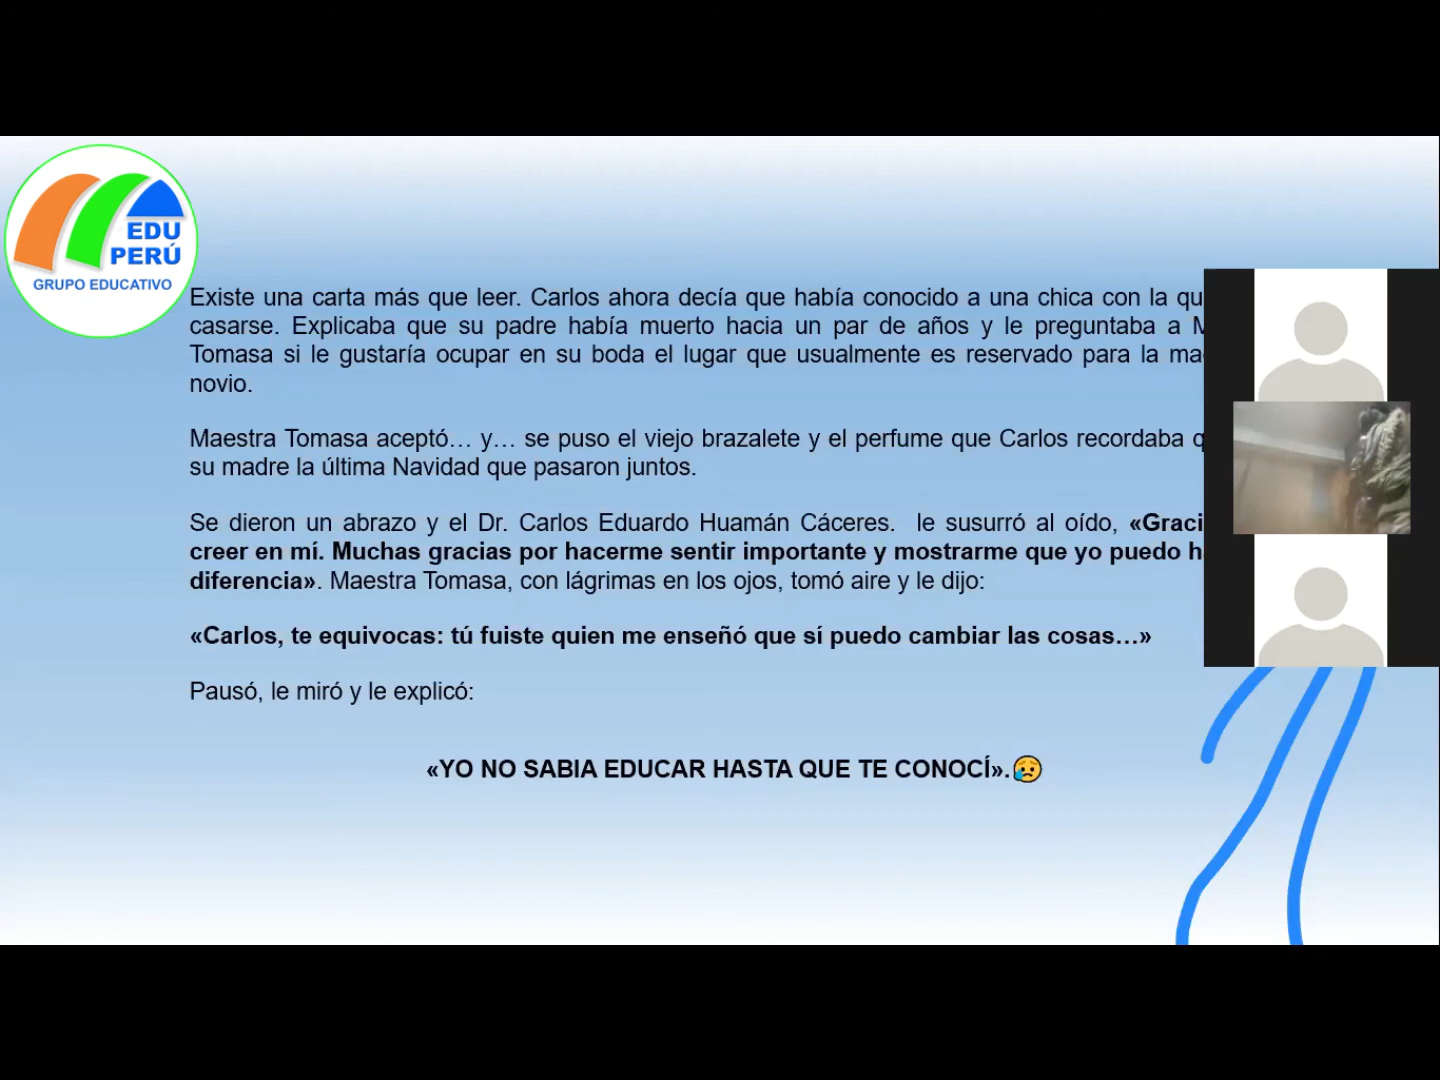 EDU
PERÚ
GRUPO EDUCATIVO
Existe una carta más que leer. Carlos ahora decía que había conocido a una chica con la
casarse. Explicaba que su padre había muerto hacia un par de años y le preguntaba a
Tomasa si le gustaría ocupar en su boda el lugar que usualmente es reservado para la
novio.
Maestra Tomasa aceptó… y… se puso el viejo brazalete y el perfume que Carlos recordaba
su madre la última Navidad que pasaron juntos.
Se dieron un abrazo y el Dr. Carlos Eduardo Huamán Cáceres. le susurró al oído,
creer en mí. Muchas gracias por hacerme sentir importante y mostrarme que yo puedo
diferencia». Maestra Tomasa, con lágrimas en los ojos, tomó aire y le dijo:
«Carlos, te equivocas: tú fuiste quien me enseñó que sí puedo cambiar las cosas…»
Pausó, le miró y le explicó:
«YO NO SABIA EDUCAR HASTA QUE TE CONOCÍ».😥